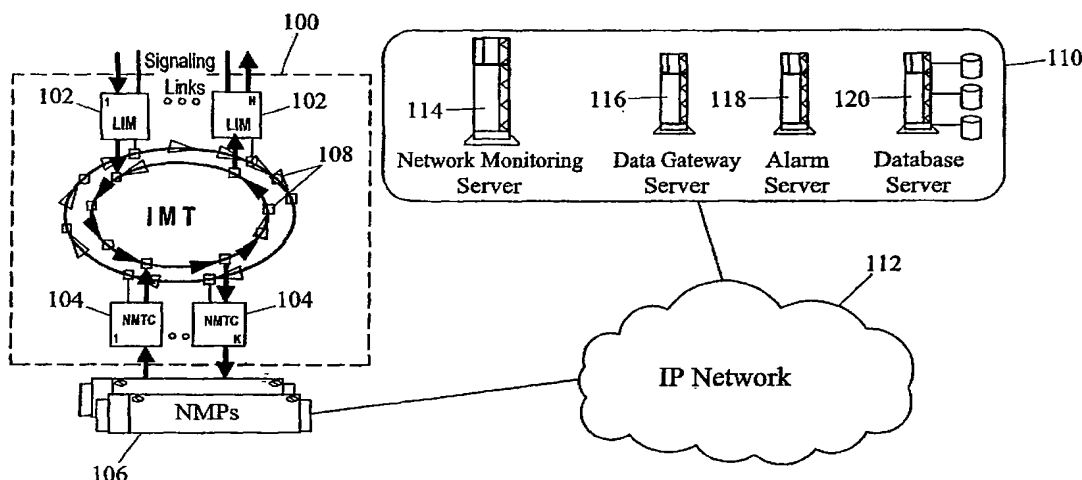 100
Signaling
Links
102
102
1
LIM
N
LIM
108
IMT
104
104
NMTC
1
NMTC
K
NMPs
106
110
114
116
118
120
Network Monitoring
Server
Data Gateway
Server
Alarm
Server
Database
Server
112
IP Network